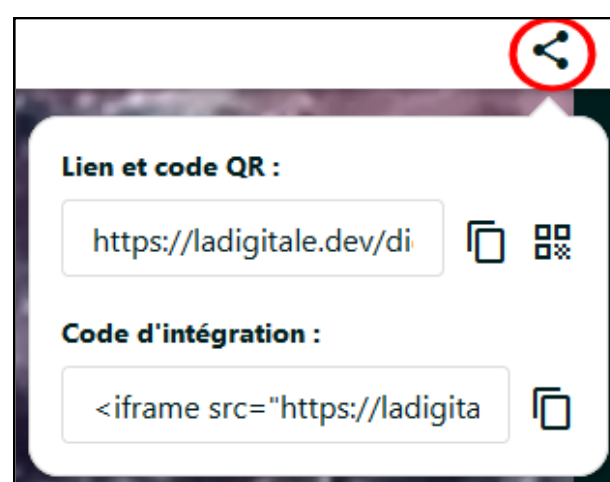 Lien et code QR :
https://ladigitale.dev/di
Code d'intégration :
<iframe src="https://ladigita